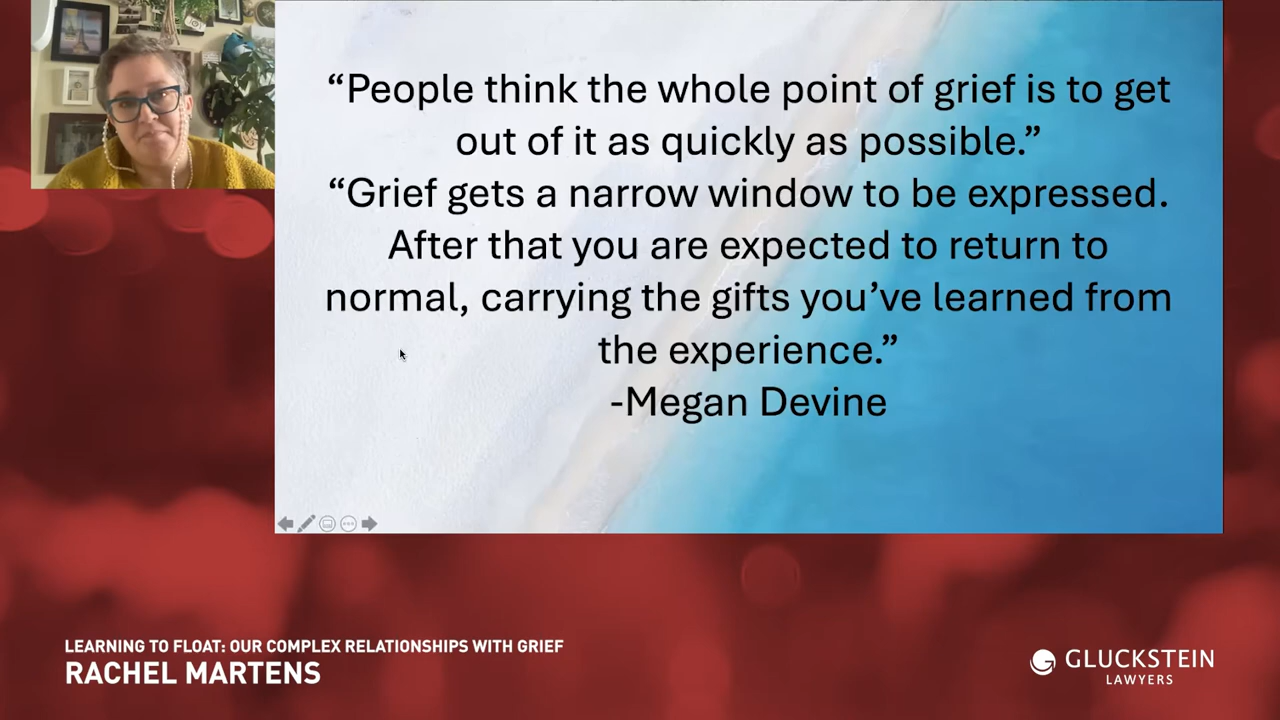 “People think the whole point of grief is to get
out of it as quickly as possible.”
“Grief gets a narrow window to be expressed.
After that you are expected to return to
normal, carrying the gifts you’ve learned from
the experience.”
-Megan Devine
LEARNING TO FLOAT: OUR COMPLEX RELATIONSHIPS WITH GRIEF
RACHEL MARTENS
GLUCKSTEIN
LAWYERS